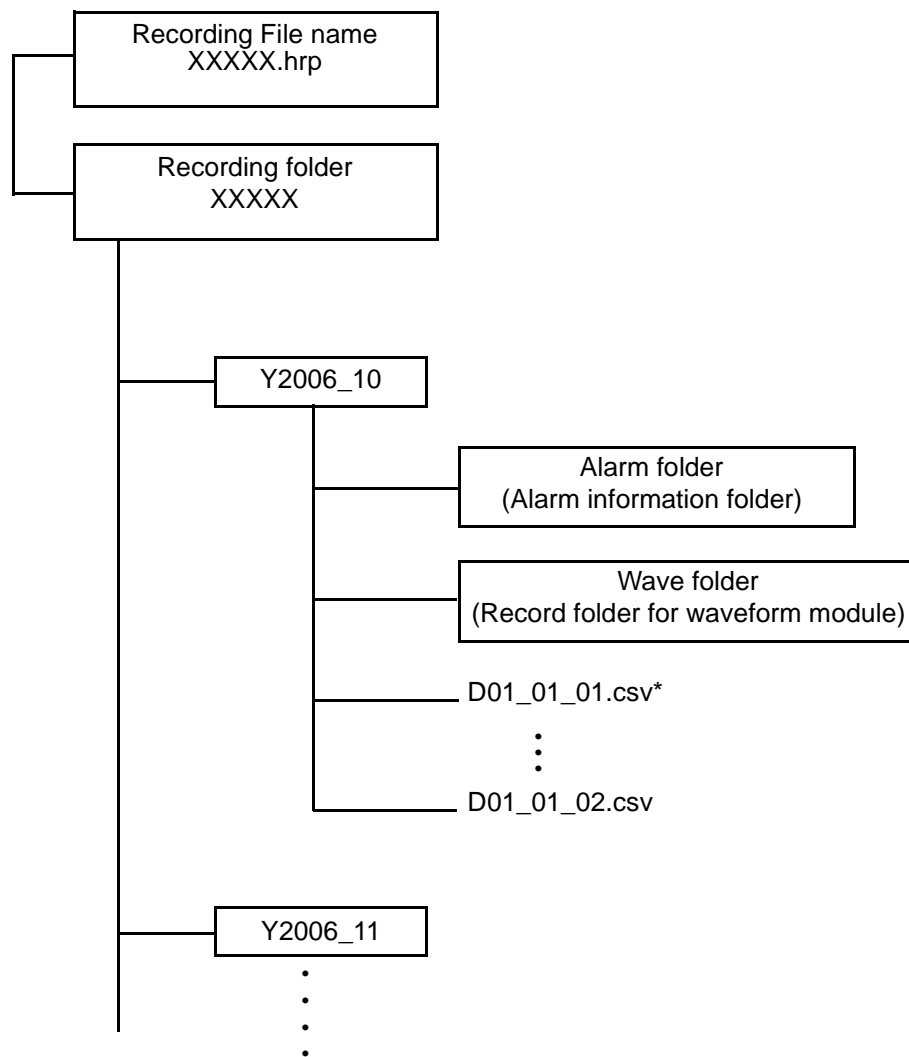 Recording File name
XXXXX.hrp
Recording folder
XXXXX
Y2006_10
Alarm folder
(Alarm information folder)
Wave folder
(Record folder for waveform module)
D01_01_01.csv*
D01_01_02.csv
Y2006_11